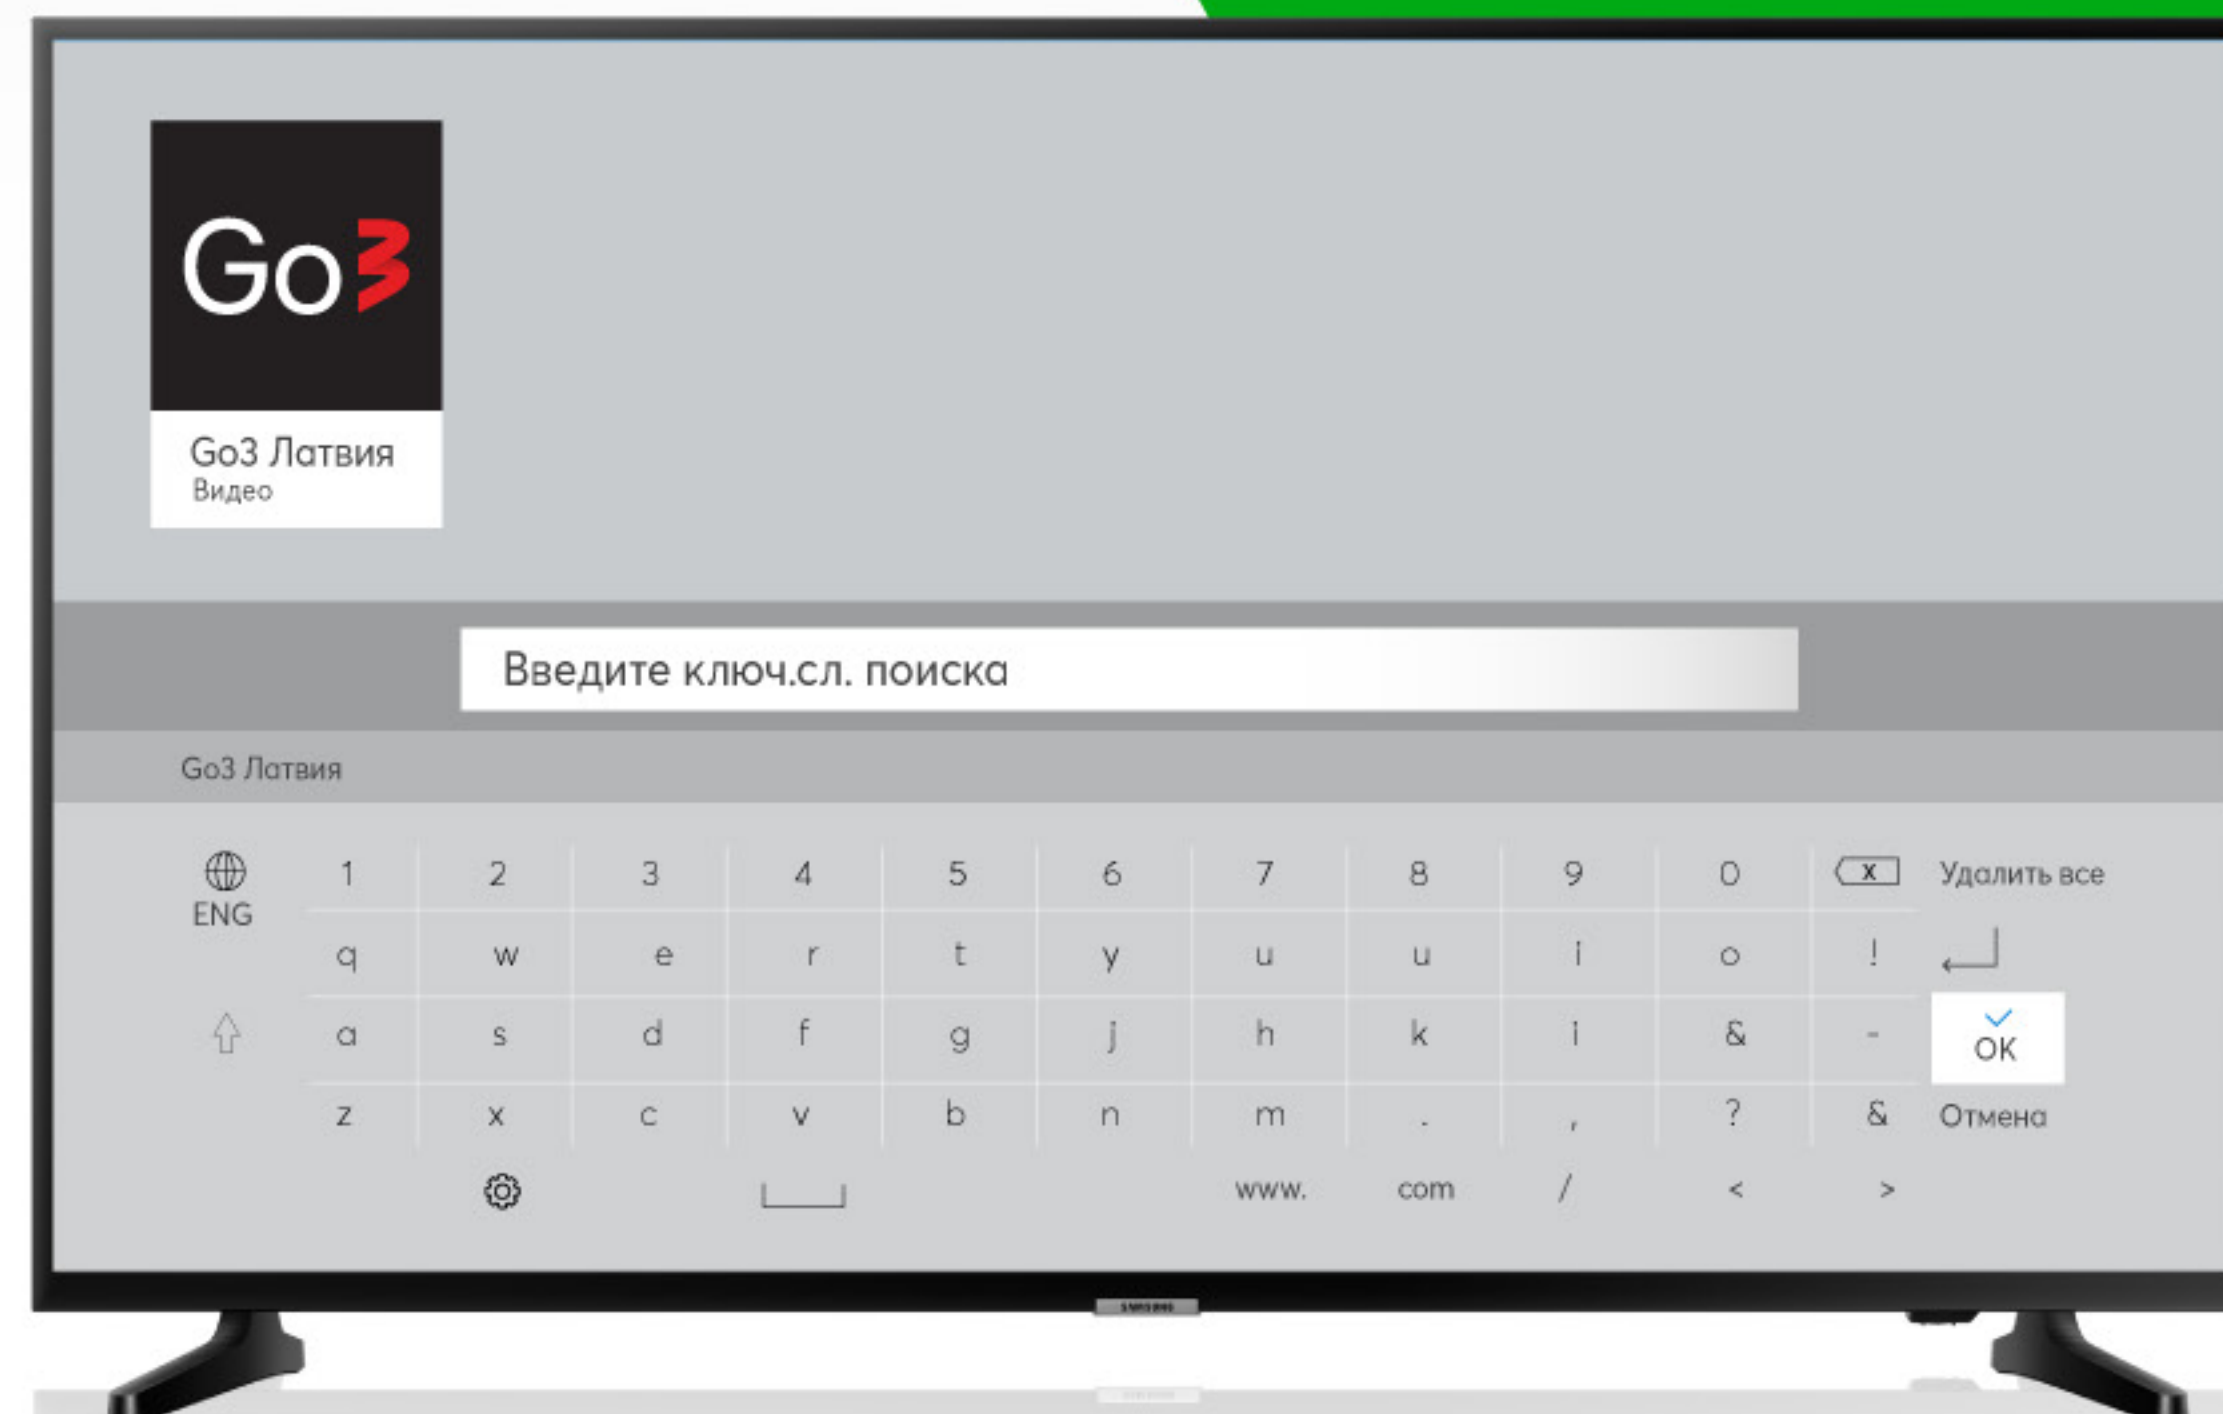 Go3
Go3 Латвия
Видео
Введите ключ.сл. поиска
Go3 Латвия
ENG 1 2 3 4 5 6 7 8 9 0 x Удалить все
q w e r t y u u i o !
a s d f g j h k i & - OK
z x c v b n m . , ? & Отмена
www. com / < >
SAMSUNG